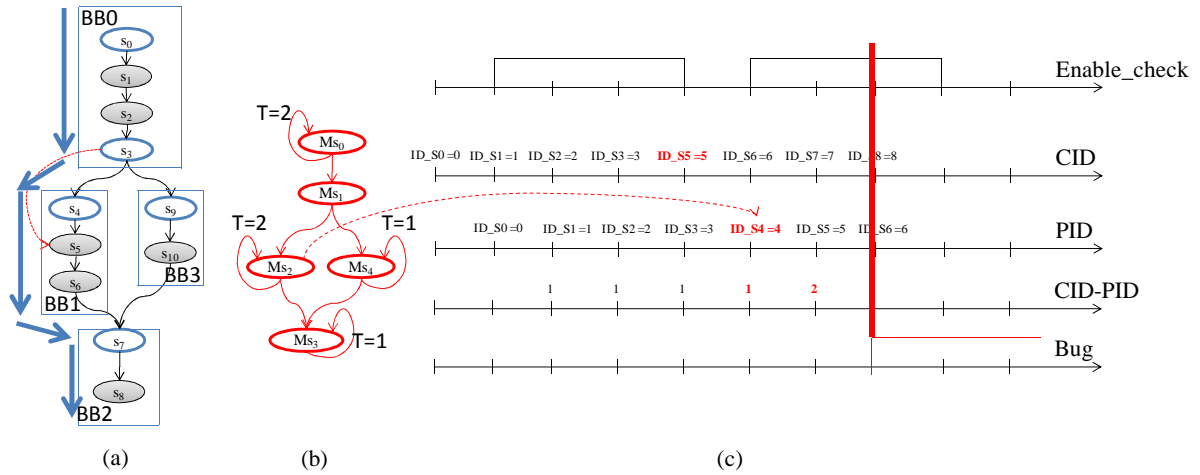 BB0
s0
s1
s2
s3
s4
s5
s6
BB1
s9
s10
BB3
s7
s8
BB2
(a)
T=2
Ms0
Ms1
T=2
T=1
Ms2
Ms4
Ms3
T=1
(b)
Enable_check
ID_S0=0 ID_S1=1 ID_S2=2 ID_S3=3 ID_S5=5 ID_S6=6 ID_S7=7 ID_S8=8 CID
ID_S0=0 ID_S1=1 ID_S2=2 ID_S3=3 ID_S4=4 ID_S5=5 ID_S6=6 PID
1 1 1 1 2 CID-PID
Bug
(c)